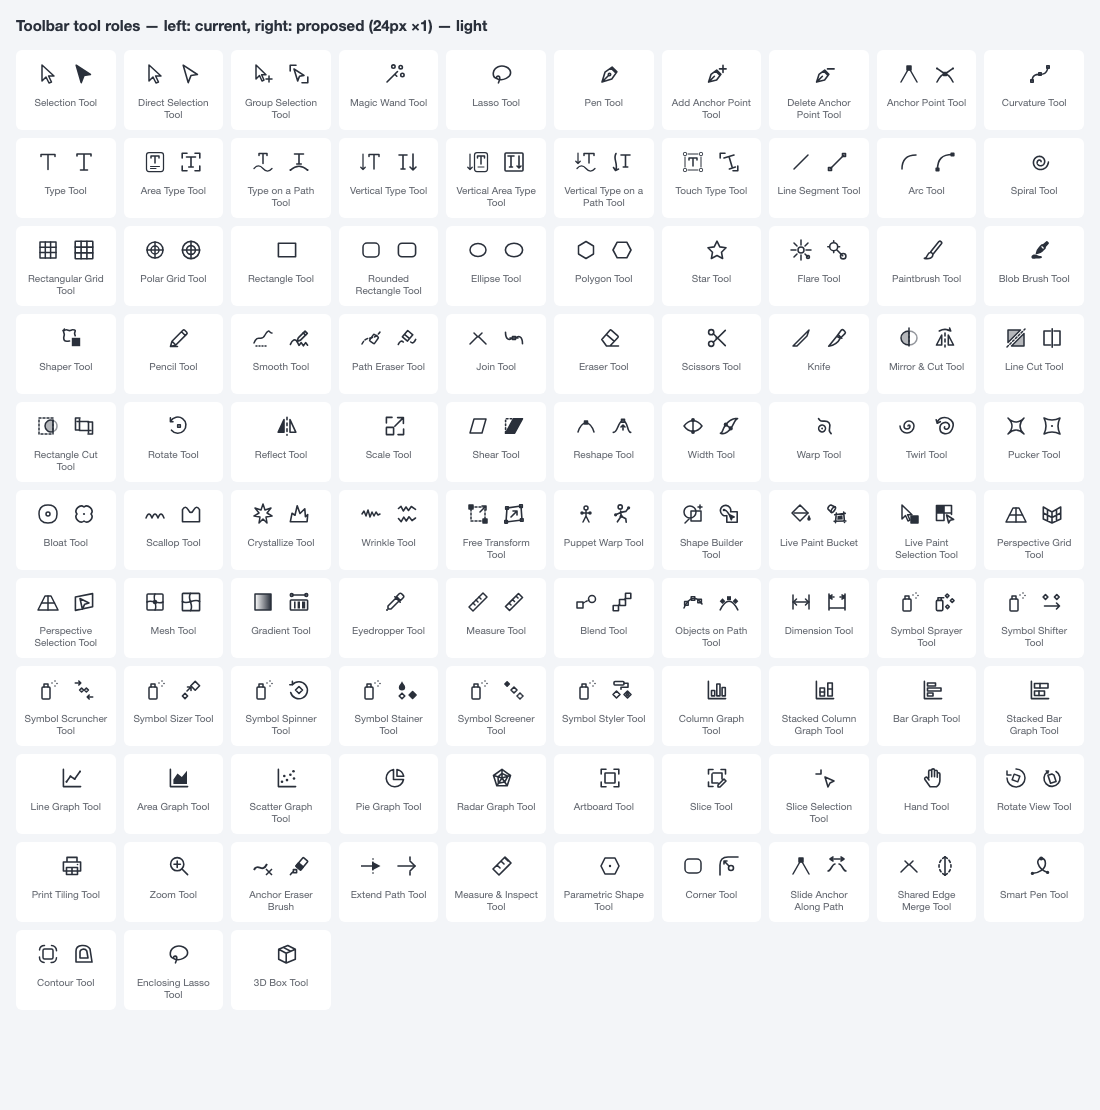 Toolbar tool roles — left: current, right: proposed (24px ×1) — light
Selection Tool
Direct Selection
Tool
Group Selection
Tool
Magic Wand Tool
Lasso Tool
Pen Tool
Add Anchor Point
Tool
Delete Anchor
Point Tool
Anchor Point Tool
Curvature Tool
Type Tool
Area Type Tool
Type on a Path
Tool
Vertical Type Tool
Vertical Area Type
Tool
Vertical Type on a
Path Tool
Touch Type Tool
Line Segment Tool
Arc Tool
Spiral Tool
Rectangular Grid
Tool
Polar Grid Tool
Rectangle Tool
Rounded
Rectangle Tool
Ellipse Tool
Polygon Tool
Star Tool
Flare Tool
Paintbrush Tool
Blob Brush Tool
Shaper Tool
Pencil Tool
Smooth Tool
Path Eraser Tool
Join Tool
Eraser Tool
Scissors Tool
Knife
Mirror & Cut Tool
Line Cut Tool
Rectangle Cut
Tool
Rotate Tool
Reflect Tool
Scale Tool
Shear Tool
Reshape Tool
Width Tool
Warp Tool
Twirl Tool
Pucker Tool
Bloat Tool
Scallop Tool
Crystallize Tool
Wrinkle Tool
Free Transform
Tool
Puppet Warp Tool
Shape Builder
Tool
Live Paint Bucket
Live Paint
Selection Tool
Perspective Grid
Tool
Perspective
Selection Tool
Mesh Tool
Gradient Tool
Eyedropper Tool
Measure Tool
Blend Tool
Objects on Path
Tool
Dimension Tool
Symbol Sprayer
Tool
Symbol Shifter
Tool
Symbol Scruncher
Tool
Symbol Sizer Tool
Symbol Spinner
Tool
Symbol Stainer
Tool
Symbol Screener
Tool
Symbol Styler Tool
Column Graph
Tool
Stacked Column
Graph Tool
Bar Graph Tool
Stacked Bar
Graph Tool
Line Graph Tool
Area Graph Tool
Scatter Graph
Tool
Pie Graph Tool
Radar Graph Tool
Artboard Tool
Slice Tool
Slice Selection
Tool
Hand Tool
Rotate View Tool
Print Tiling Tool
Zoom Tool
Anchor Eraser
Brush
Extend Path Tool
Measure & Inspect
Tool
Parametric Shape
Tool
Corner Tool
Slide Anchor
Along Path
Shared Edge
Merge Tool
Smart Pen Tool
Contour Tool
Enclosing Lasso
Tool
3D Box Tool